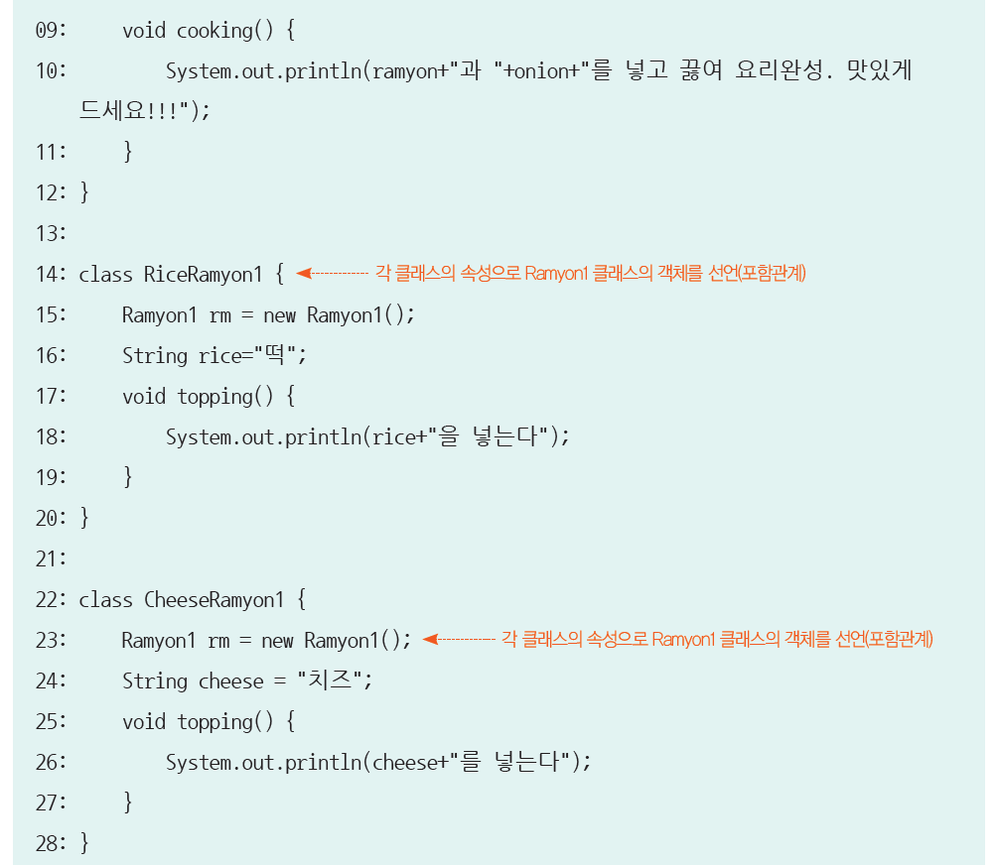 09:     void cooking() {
10:         System.out.println(ramyon+"과 "+onion+"를 넣고 끓여 요리완성. 맛있게
드세요!!!");
11:     }
12: }
13:
14: class RiceRamyon1 { 각 클래스의 속성으로 Ramyon1 클래스의 객체를 선언(포함관계)
15:     Ramyon1 rm = new Ramyon1();
16:     String rice="떡";
17:     void topping() {
18:         System.out.println(rice+"을 넣는다");
19:     }
20: }
21:
22: class CheeseRamyon1 {
23:     Ramyon1 rm = new Ramyon1(); 각 클래스의 속성으로 Ramyon1 클래스의 객체를 선언(포함관계)
24:     String cheese = "치즈";
25:     void topping() {
26:         System.out.println(cheese+"를 넣는다");
27:     }
28: }